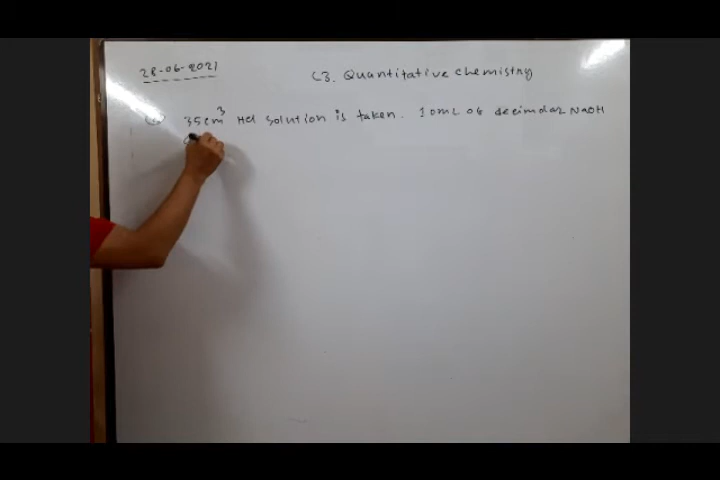 28-06-2021
C3. Quantitative chemistry
35cm³ HCl solution is taken. 10mL of decimolar NaOH